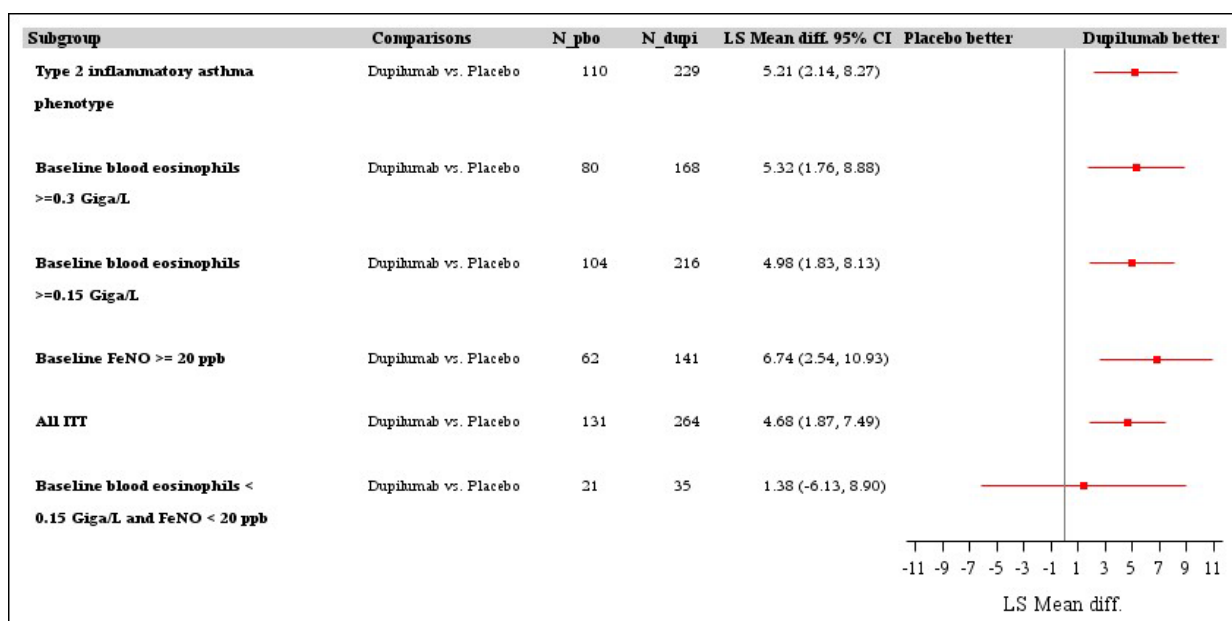 Subgroup Comparisons N_pbo N_dupi LS Mean diff. 95% CI Placebo better Dupilumab better
Type 2 inflammatory asthma Dupilumab vs. Placebo 110 229 5.21 (2.14, 8.27)
phenotype
Baseline blood eosinophils Dupilumab vs. Placebo 80 168 5.32 (1.76, 8.88)
>=0.3 Giga/L
Baseline blood eosinophils Dupilumab vs. Placebo 104 216 4.98 (1.83, 8.13)
>=0.15 Giga/L
Baseline FeNO >= 20 ppb Dupilumab vs. Placebo 62 141 6.74 (2.54, 10.93)
All ITT Dupilumab vs. Placebo 131 264 4.68 (1.87, 7.49)
Baseline blood eosinophils < Dupilumab vs. Placebo 21 35 1.38 (-6.13, 8.90)
0.15 Giga/L and FeNO < 20 ppb
-11 -9 -7 -5 -3 -1 1 3 5 7 9 11
LS Mean diff.